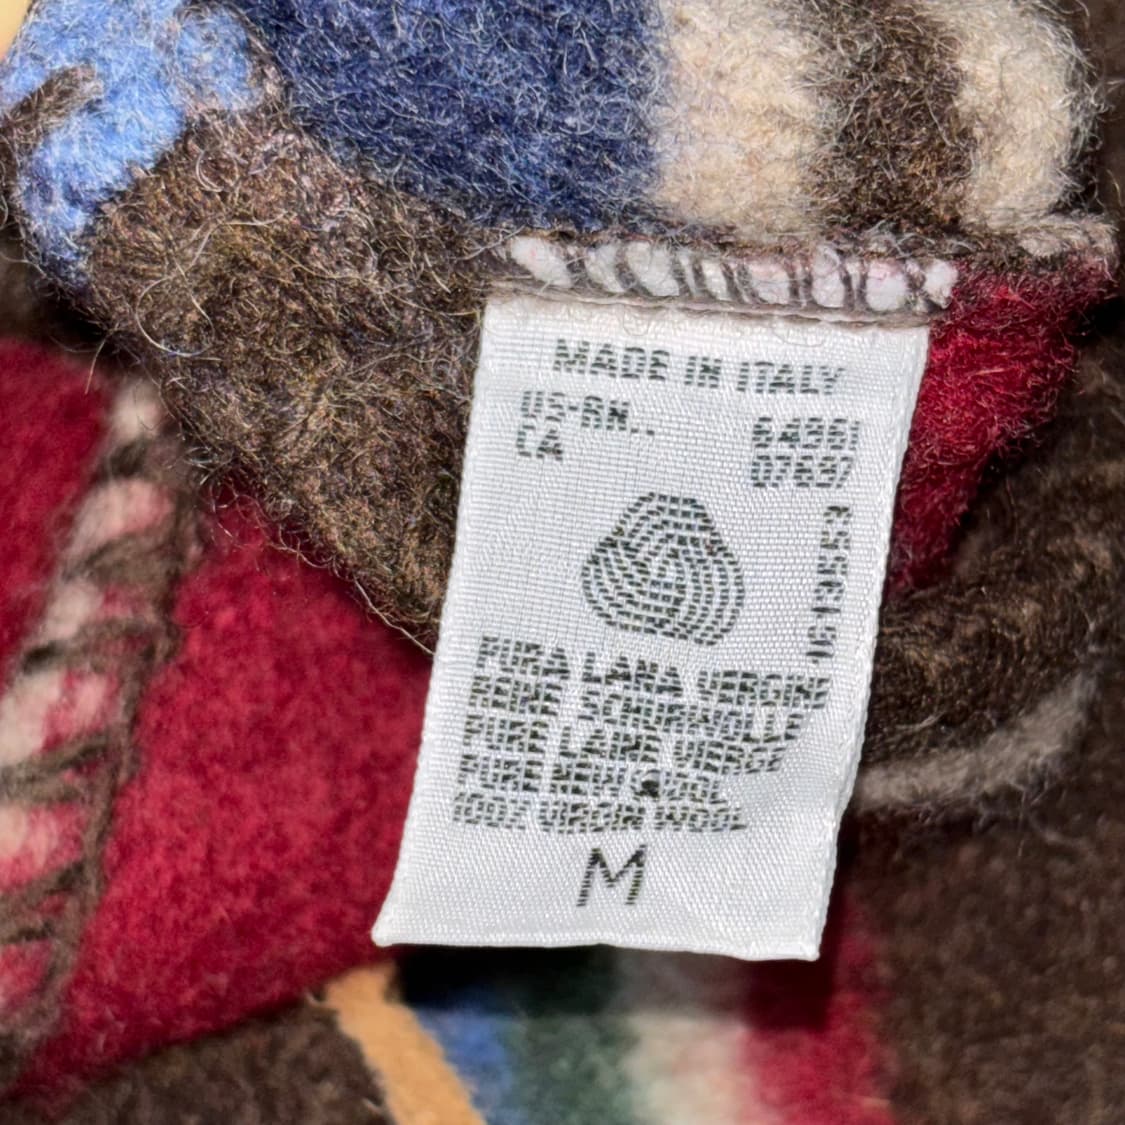 MADE IN ITALY
US-RN..
CA
64361
07697
PURA LANA VERGINE
REINE SCHURWOLLE
PURE LAINE VIERGE
PURE NEW WOOL
100% VIRGIN WOOL
M